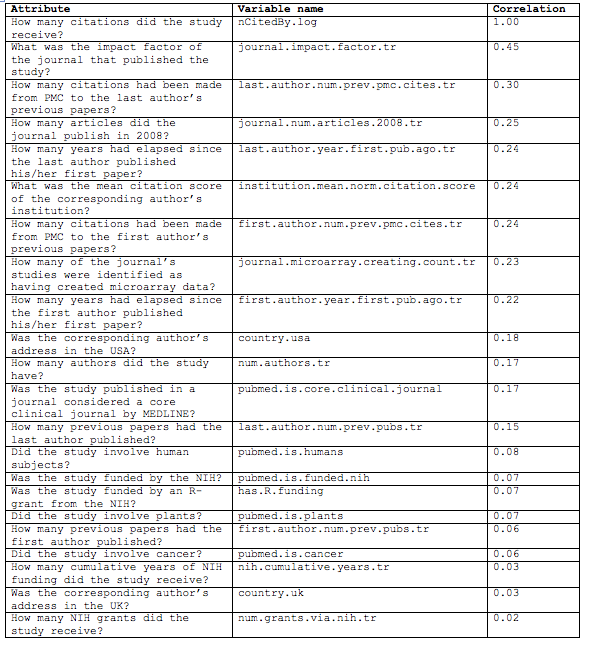 Attribute Variable name Correlation
How many citations did the study nCitedBy.log 1.00
receive?
What was the impact factor of journal.impact.factor.tr 0.45
the journal that published the
study?
How many citations had been made last.author.num.prev.pmc.cites.tr 0.30
from PMC to the last author's
previous papers?
How many articles did the journal.num.articles.2008.tr 0.25
journal publish in 2008?
How many years had elapsed since last.author.year.first.pub.ago.tr 0.24
the last author published
his/her first paper?
What was the mean citation score institution.mean.norm.citation.score 0.24
of the corresponding author's
institution?
How many citations had been made first.author.num.prev.pmc.cites.tr 0.24
from PMC to the first author's
previous papers?
How many of the journal's journal.microarray.creating.count.tr 0.23
studies were identified as
having created microarray data?
How many years had elapsed since first.author.year.first.pub.ago.tr 0.22
the first author published
his/her first paper?
Was the corresponding author's country.usa 0.18
address in the USA?
How many authors did the study num.authors.tr 0.17
have?
Was the study published in a pubmed.is.core.clinical.journal 0.17
journal considered a core
clinical journal by MEDLINE?
How many previous papers had the last.author.num.prev.pubs.tr 0.15
last author published?
Did the study involve human pubmed.is.humans 0.08
subjects?
Was the study funded by the NIH? pubmed.is.funded.nih 0.07
Was the study funded by an R- has.R.funding 0.07
grant from the NIH?
Did the study involve plants? pubmed.is.plants 0.07
How many previous papers had the first.author.num.prev.pubs.tr 0.06
first author published?
Did the study involve cancer? pubmed.is.cancer 0.06
How many cumulative years of NIH nih.cumulative.years.tr 0.03
funding did the study receive?
Was the corresponding author's country.uk 0.03
address in the UK?
How many NIH grants did the num.grants.via.nih.tr 0.02
study receive?